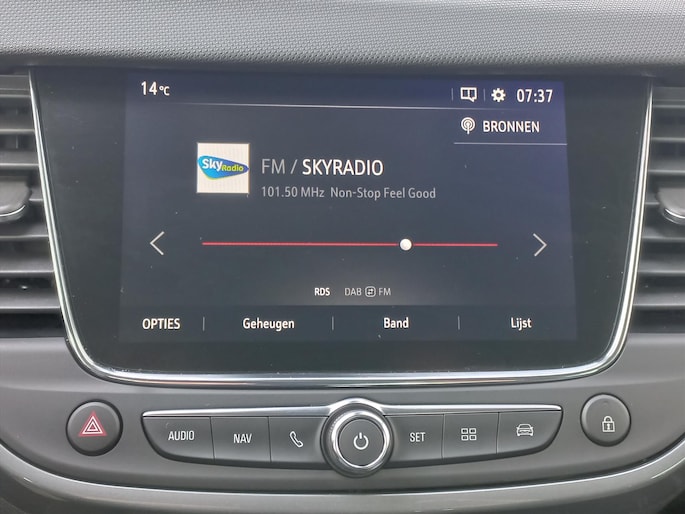 14°C 07:37
BRONNEN
Sky Radio
FM / SKYRADIO
101.50 MHz Non-Stop Feel Good
RDS DAB FM
OPTIES Geheugen Band Lijst
AUDIO NAV SET